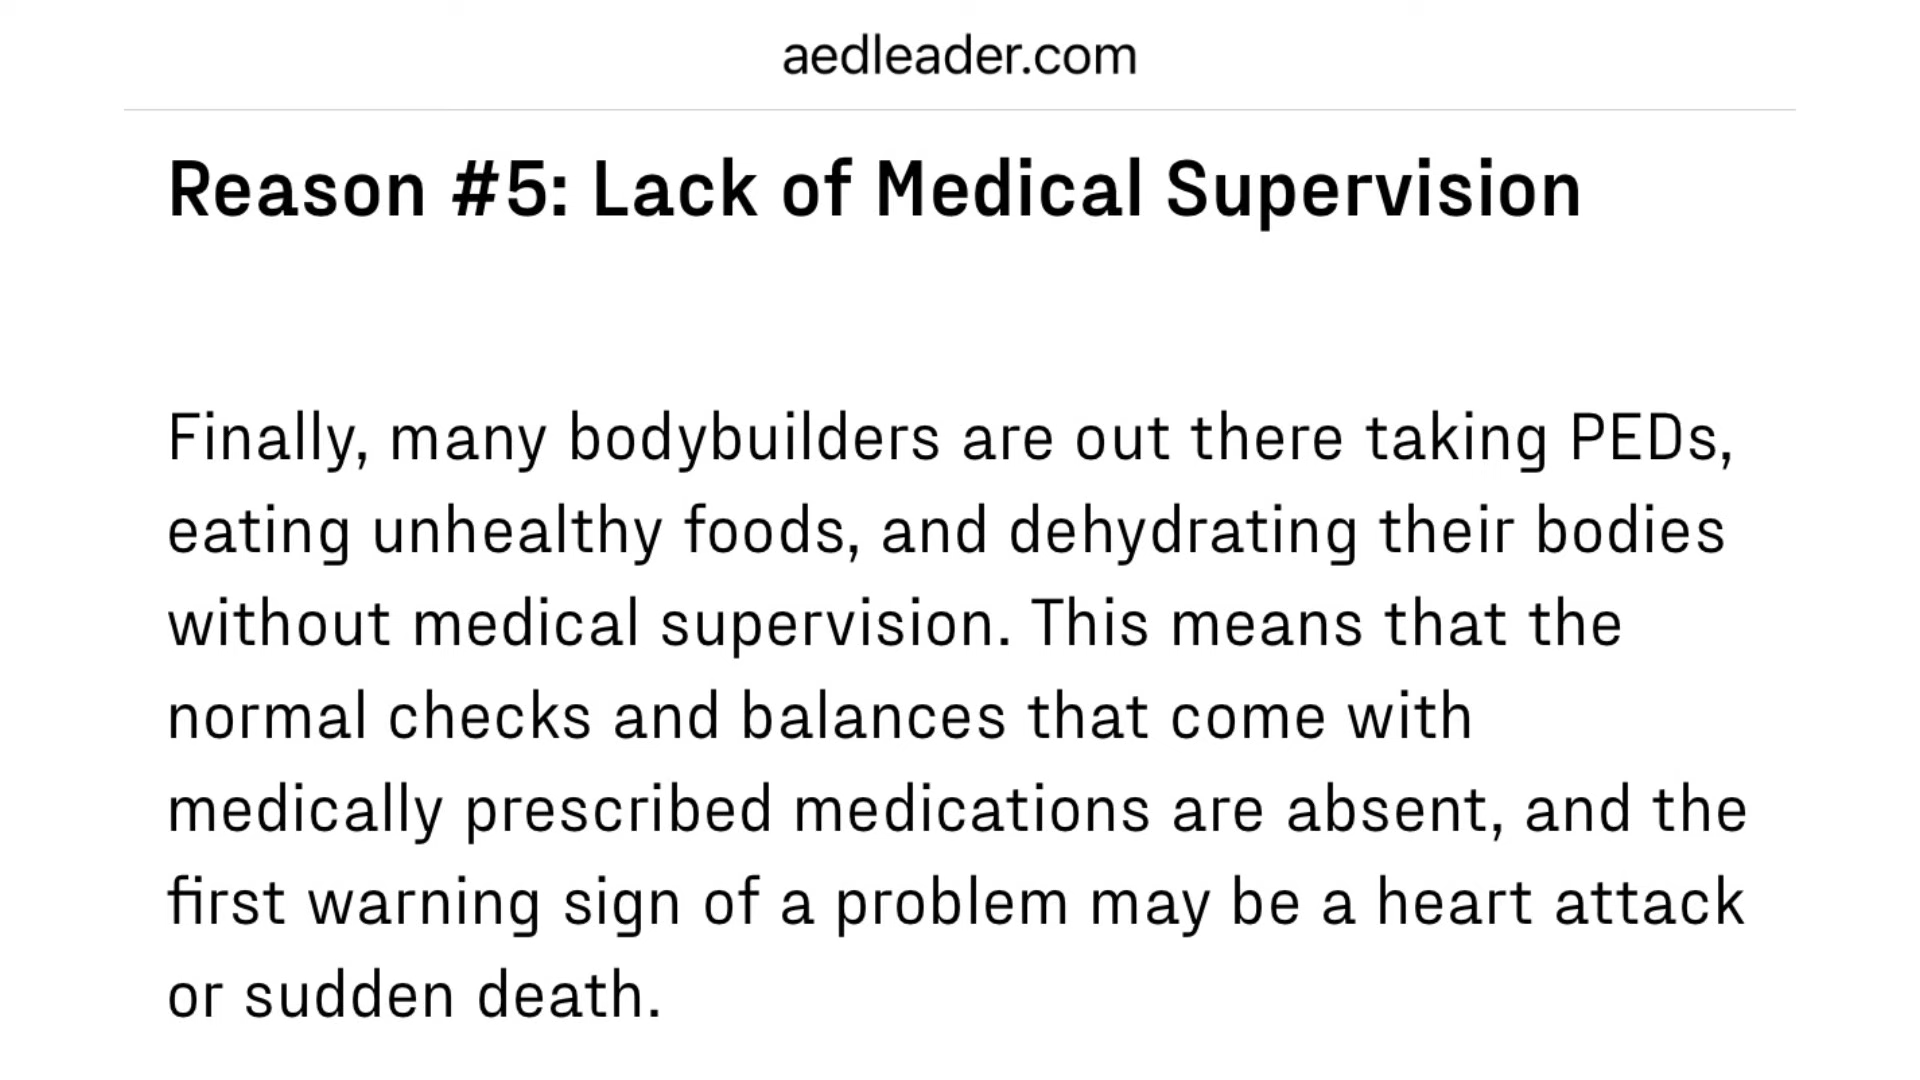 aedleader.com
Reason #5: Lack of Medical Supervision
Finally, many bodybuilders are out there taking PEDs,
eating unhealthy foods, and dehydrating their bodies
without medical supervision. This means that the
normal checks and balances that come with
medically prescribed medications are absent, and the
first warning sign of a problem may be a heart attack
or sudden death.